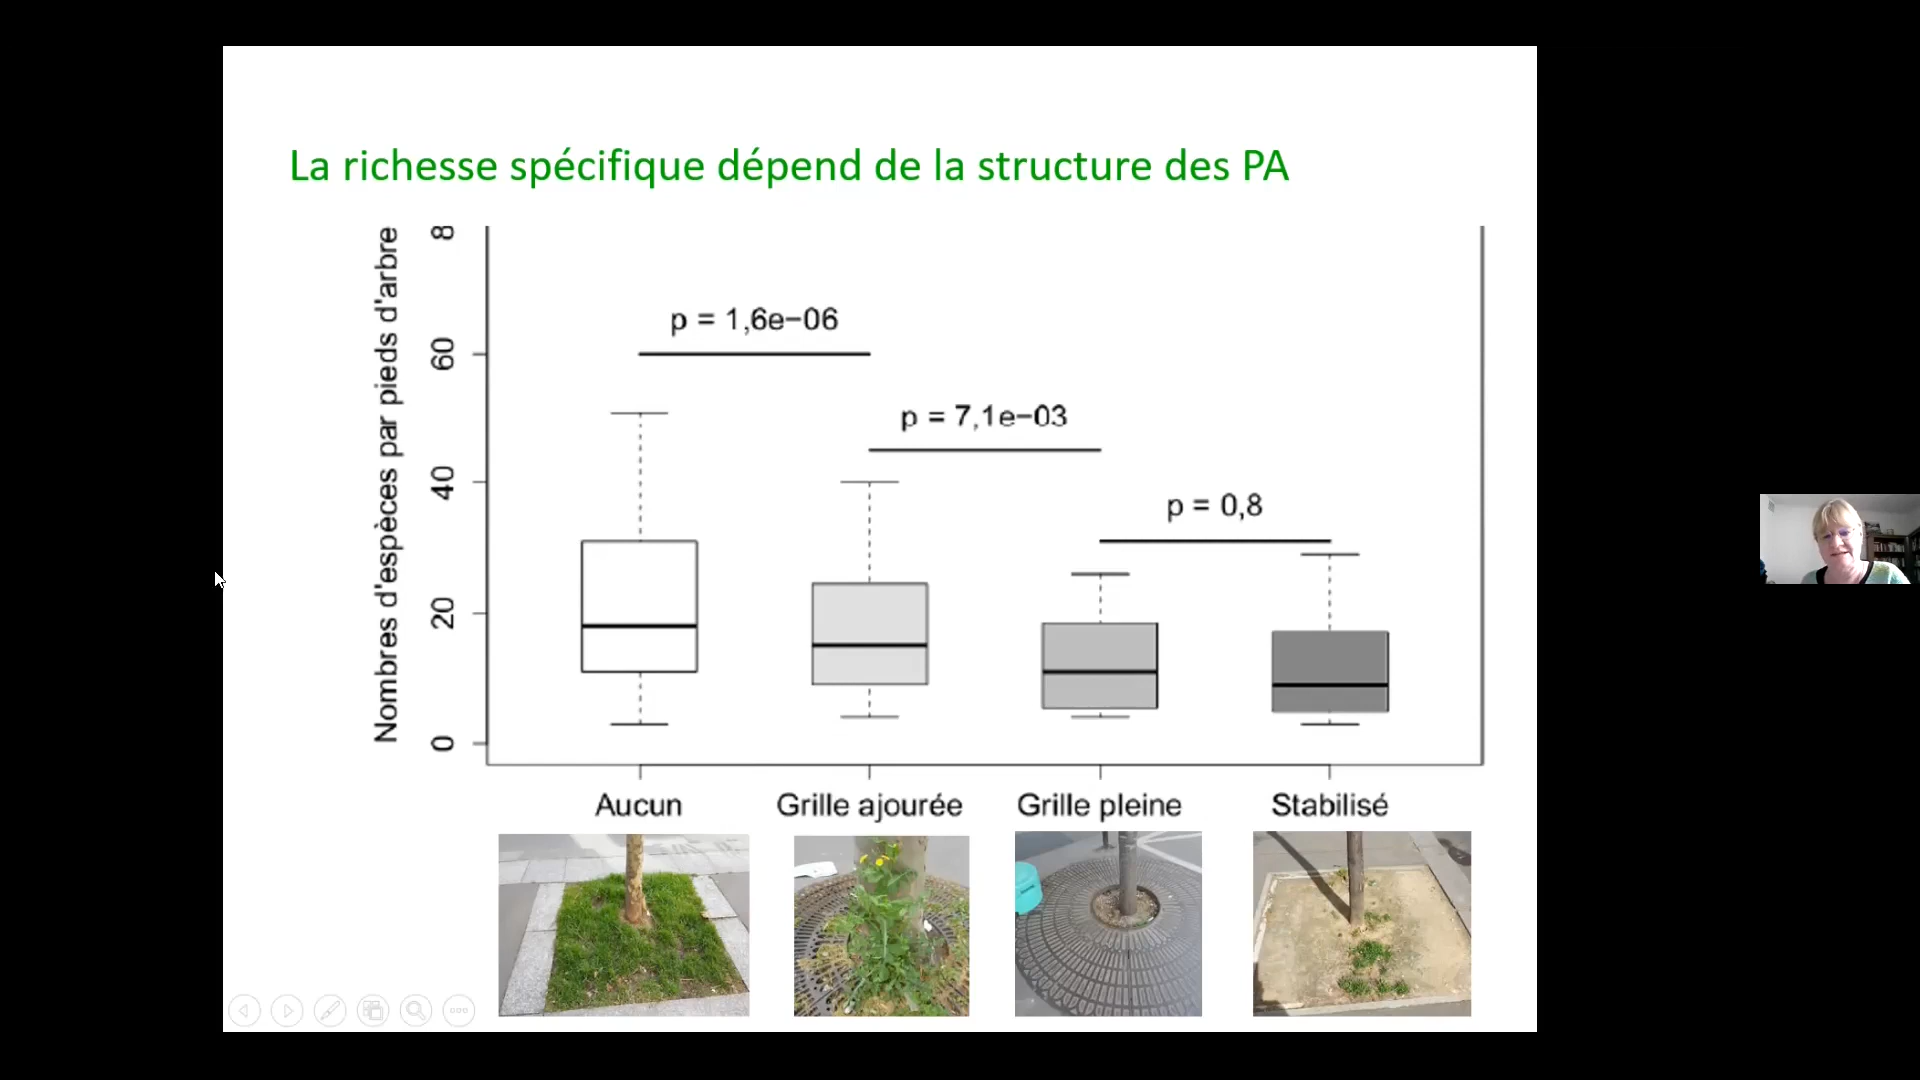 La richesse spécifique dépend de la structure des PA
Nombres d'espèces par pieds d'arbre
8
60
40
20
0
p = 1,6e−06
p = 7,1e−03
p = 0,8
Aucun
Grille ajourée
Grille pleine
Stabilisé